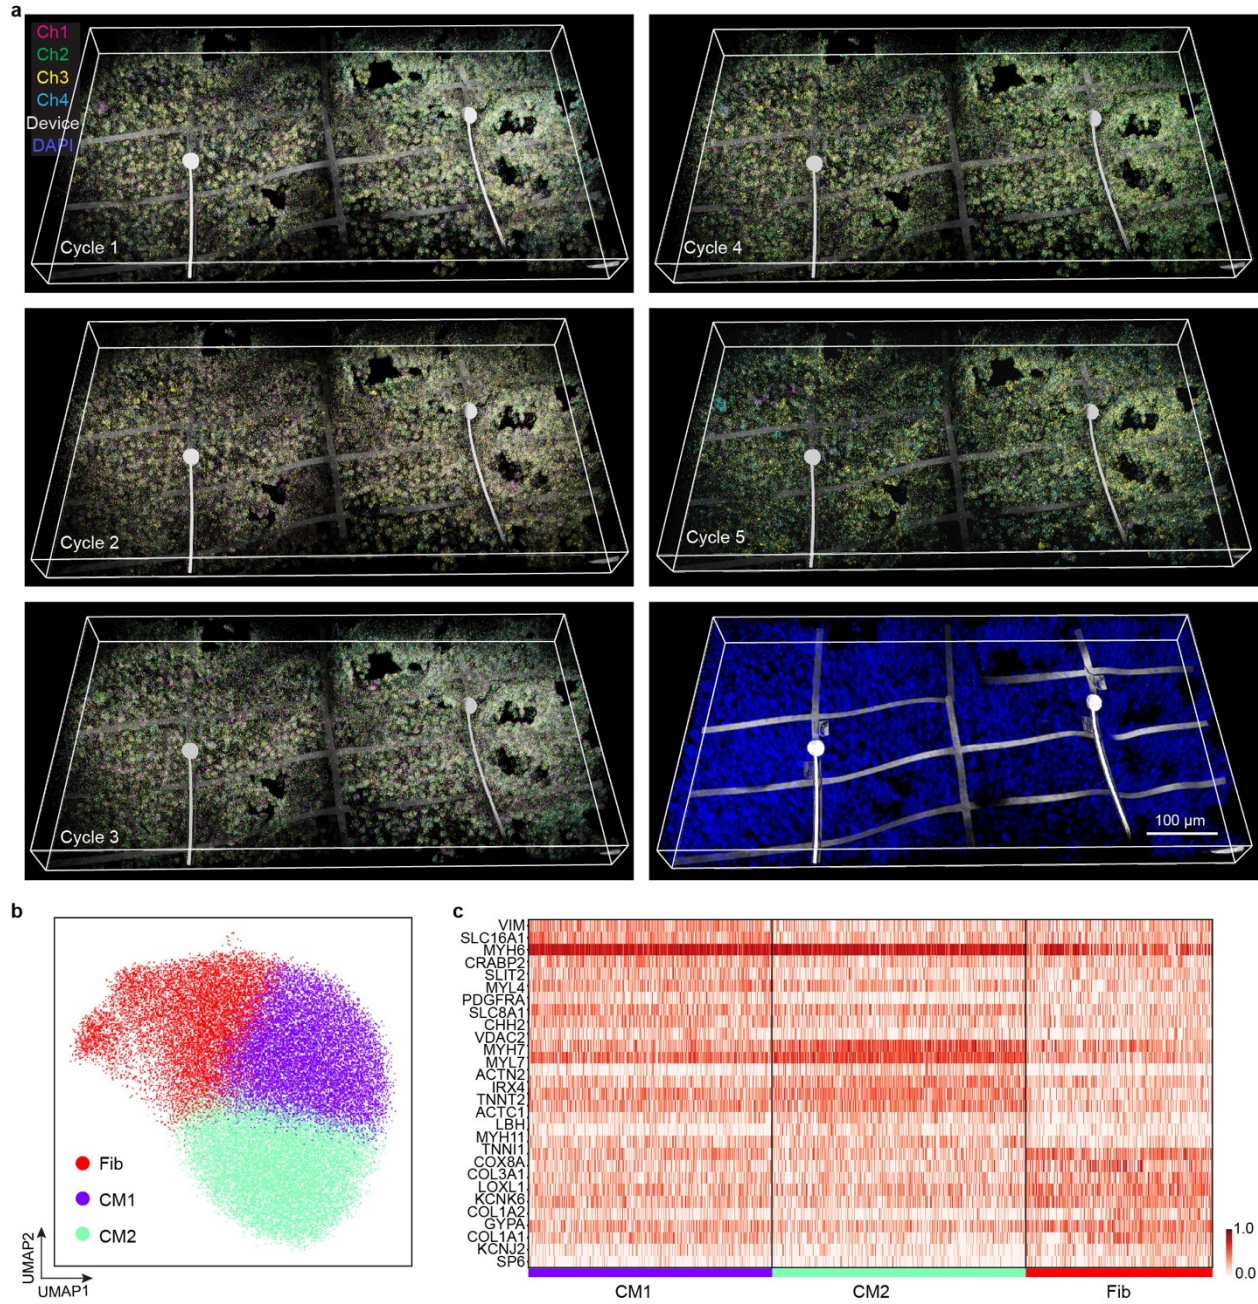 a
Ch1
Ch2
Ch3
Ch4
Device
DAPI
Cycle 1
Cycle 4
Cycle 2
Cycle 5
Cycle 3
100 µm
b
Fib
CM1
CM2
UMAP2
UMAP1
c
VIM
SLC16A1
MYH6
CRABP2
SLIT2
MYL4
PDGFRA
SLC8A1
CHH2
VDAC2
MYH7
MYL7
ACTN2
IRX4
TNNT2
ACTC1
LBH
MYH11
TNNI1
COX8A
COL3A1
LOXL1
KCNK6
COL1A2
GYPA
COL1A1
KCNJ2
SP6
1.0
0.0
CM1
CM2
Fib